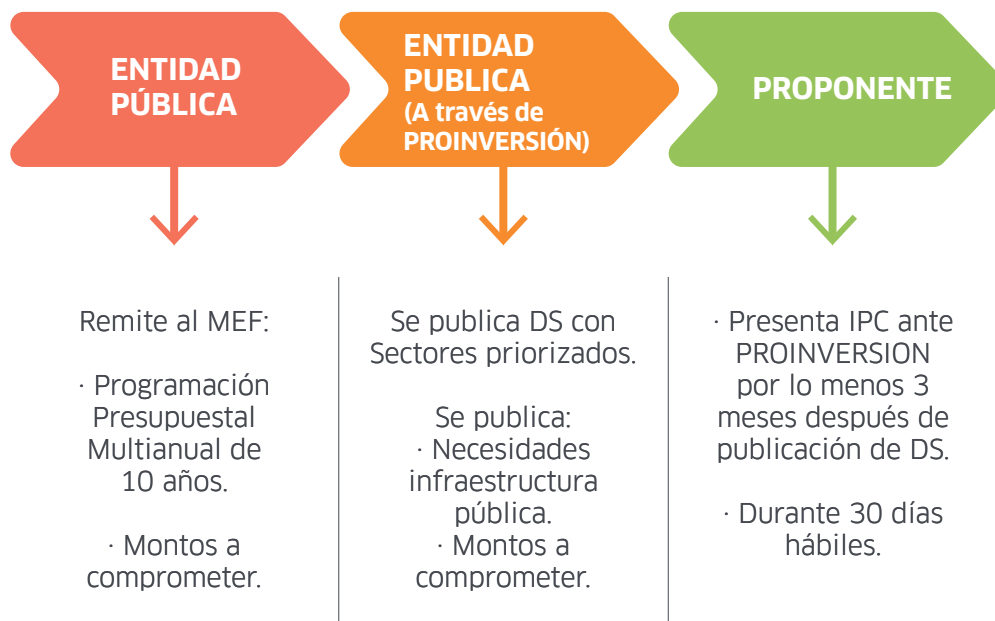 ENTIDAD
PÚBLICA
Remite al MEF:
· Programación
Presupuestal
Multianual de
10 años.
· Montos a
comprometer.
ENTIDAD
PUBLICA
(A través de
PROINVERSIÓN)
Se publica DS con
Sectores priorizados.
Se publica:
· Necesidades
infraestructura
pública.
· Montos a
comprometer.
PROPONENTE
· Presenta IPC ante
PROINVERSION
por lo menos 3
meses después de
publicación de DS.
· Durante 30 días
hábiles.